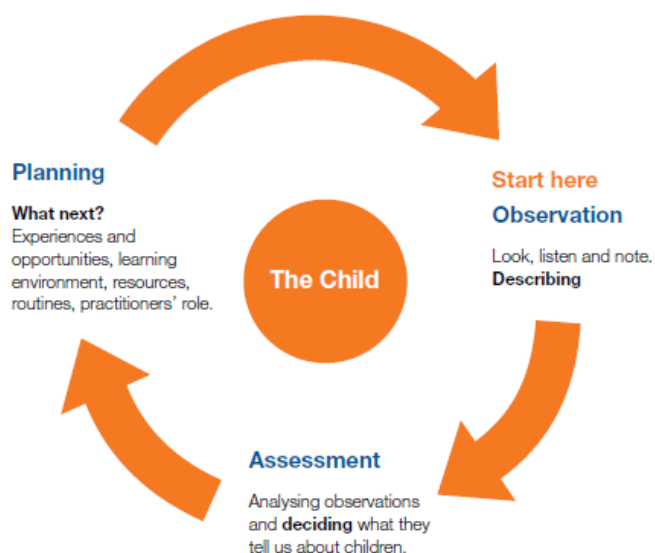 Planning
What next?
Experiences and
opportunities, learning
environment, resources,
routines, practitioners’ role.
The Child
Start here
Observation
Look, listen and note.
Describing
Assessment
Analysing observations
and deciding what they
tell us about children.